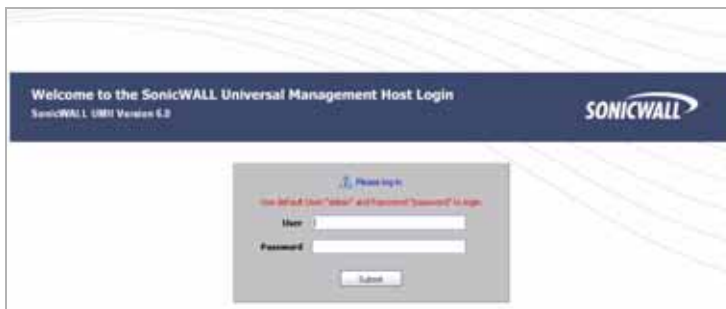 Welcome to the SonicWALL Universal Management Host Login
SonicWALL UMH Version 6.0
SONICWALL
Please log in
Use default User "admin" and Password "password" to login
User
Password
Submit